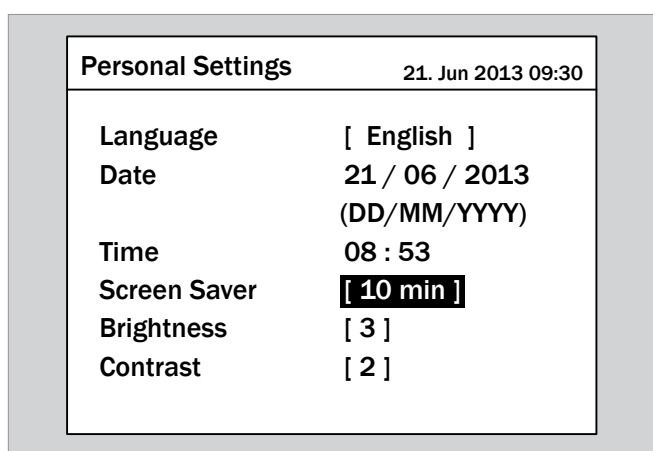 Personal Settings 21. Jun 2013 09:30
Language [ English ]
Date 21 / 06 / 2013
(DD/MM/YYYY)
Time 08 : 53
Screen Saver [ 10 min ]
Brightness [ 3 ]
Contrast [ 2 ]